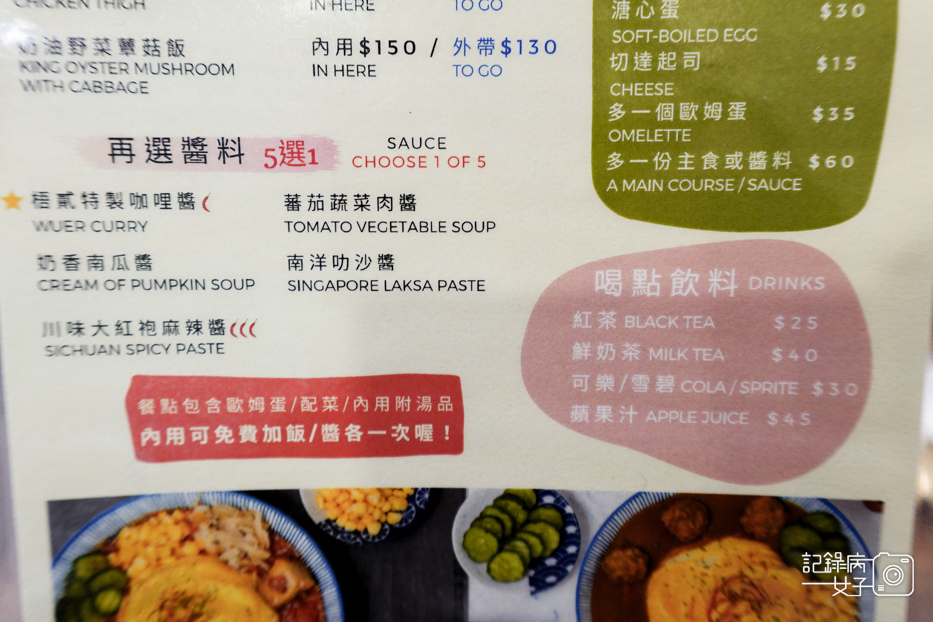 CHICKEN THIGH
IN HERE
TO GO
奶油野菜蕈菇飯
內用$150 / 外帶$130
KING OYSTER MUSHROOM
WITH CABBAGE
IN HERE
TO GO
再選醬料 5選1
SAUCE
CHOOSE 1 OF 5
梧貳特製咖哩醬
WUER CURRY
蕃茄蔬菜肉醬
TOMATO VEGETABLE SOUP
奶香南瓜醬
CREAM OF PUMPKIN SOUP
南洋叻沙醬
SINGAPORE LAKSA PASTE
川味大紅袍麻辣醬
SICHUAN SPICY PASTE
餐點包含歐姆蛋/配菜/內用附湯品
內用可免費加飯/醬各一次喔！
溏心蛋 $30
SOFT-BOILED EGG
切達起司 $15
CHEESE
多一個歐姆蛋 $35
OMELETTE
多一份主食或醬料 $60
A MAIN COURSE / SAUCE
喝點飲料 DRINKS
紅茶 BLACK TEA $25
鮮奶茶 MILK TEA $40
可樂/雪碧 COLA / SPRITE $30
蘋果汁 APPLE JUICE $45
記錄病
女子